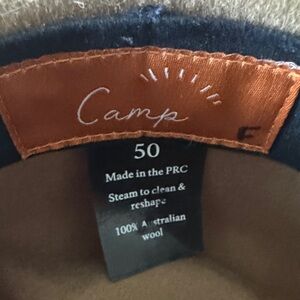 Camp
50
Made in the PRC
Steam to clean &
reshape
100% Australian
wool